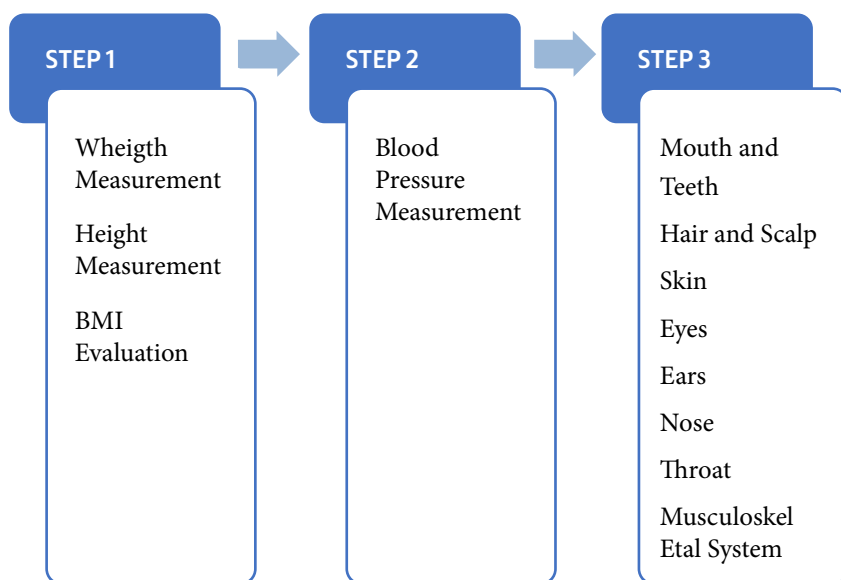 STEP 1
Wheigth
Measurement
Height
Measurement
BMI
Evaluation
STEP 2
Blood
Pressure
Measurement
STEP 3
Mouth and
Teeth
Hair and Scalp
Skin
Eyes
Ears
Nose
Throat
Musculoskel
Etal System